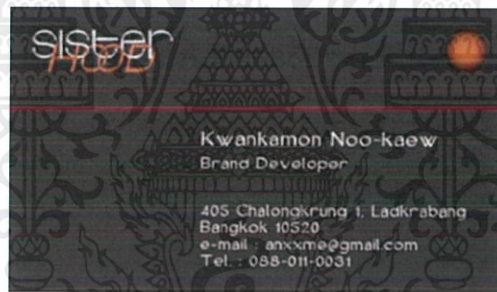 sister
HOOD
Kwankamon Noo-kaew
Brand Developer
405 Chalongkrung 1, Ladkrabang
Bangkok 10520
e-mail : anxxme@gmail.com
Tel. : 088-011-0031